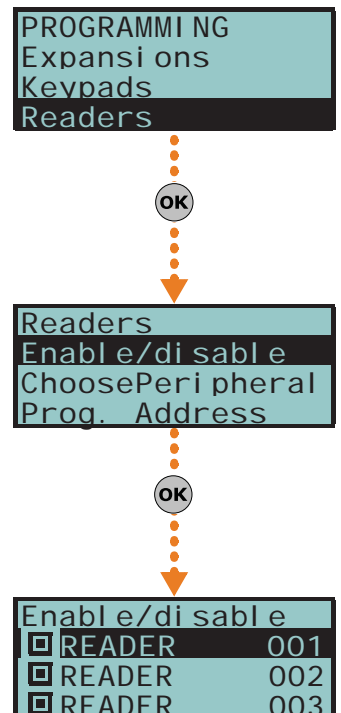 PROGRAMMING
Expansions
Keypads
Readers
OK
Readers
Enable/disable
ChoosePeripheral
Prog. Address
OK
Enable/disable
READER 001
READER 002
READER 003